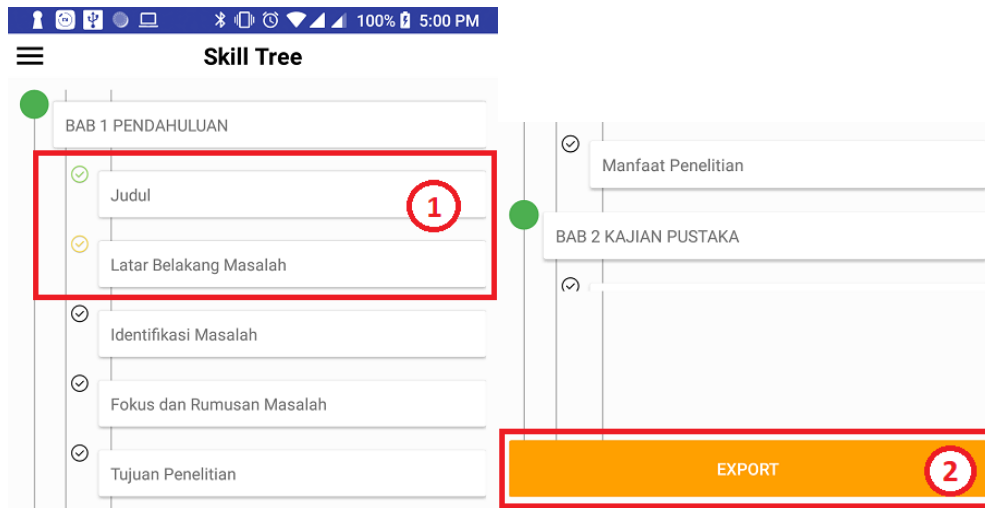 100% 5:00 PM
Skill Tree
BAB 1 PENDAHULUAN
Judul
1
Latar Belakang Masalah
Identifikasi Masalah
Fokus dan Rumusan Masalah
Tujuan Penelitian
Manfaat Penelitian
BAB 2 KAJIAN PUSTAKA
EXPORT
2